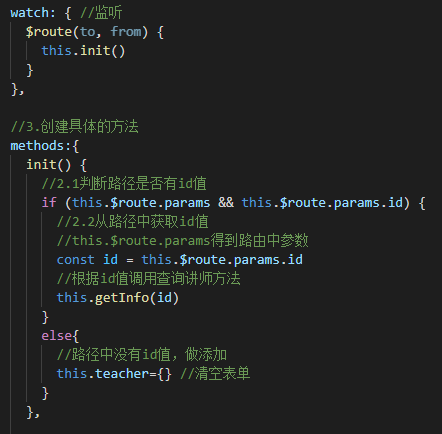 watch: { //监听
  $route(to, from) {
    this.init()
  }
},

//3.创建具体的方法
methods:{
  init() {
    //2.1判断路径是否有id值
    if (this.$route.params && this.$route.params.id) {
      //2.2从路径中获取id值
      //this.$route.params得到路由中参数
      const id = this.$route.params.id
      //根据id值调用查询讲师方法
      this.getInfo(id)
    }
    else{
      //路径中没有id值，做添加
      this.teacher={} //清空表单
    }
  },